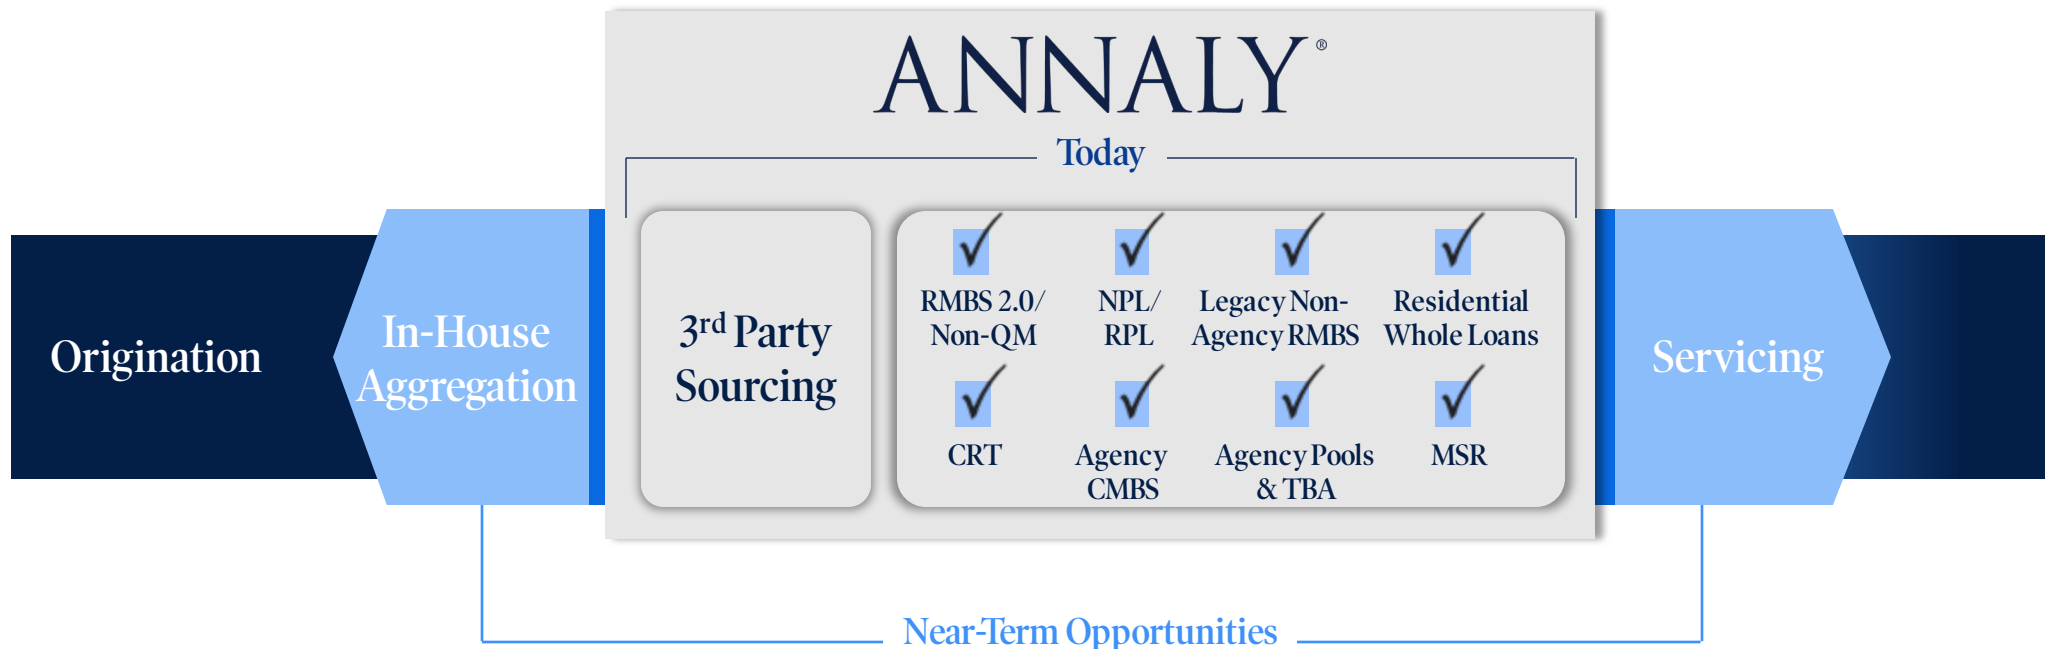 ANNALY®
Today
Origination
In-House
Aggregation
3rd Party
Sourcing
RMBS 2.0/
Non-QM
NPL/
RPL
Legacy Non-
Agency RMBS
Residential
Whole Loans
CRT
Agency
CMBS
Agency Pools
& TBA
MSR
Servicing
Near-Term Opportunities